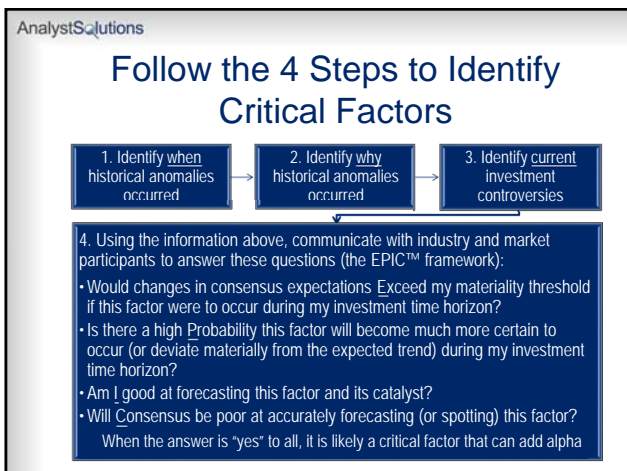 AnalystSolutions
Follow the 4 Steps to Identify
Critical Factors
1. Identify when
historical anomalies
occurred
2. Identify why
historical anomalies
occurred
3. Identify current
investment
controversies
4. Using the information above, communicate with industry and market
participants to answer these questions (the EPIC™ framework):
• Would changes in consensus expectations Exceed my materiality threshold
if this factor were to occur during my investment time horizon?
• Is there a high Probability this factor will become much more certain to
occur (or deviate materially from the expected trend) during my investment
time horizon?
• Am I good at forecasting this factor and its catalyst?
• Will Consensus be poor at accurately forecasting (or spotting) this factor?
When the answer is "yes" to all, it is likely a critical factor that can add alpha